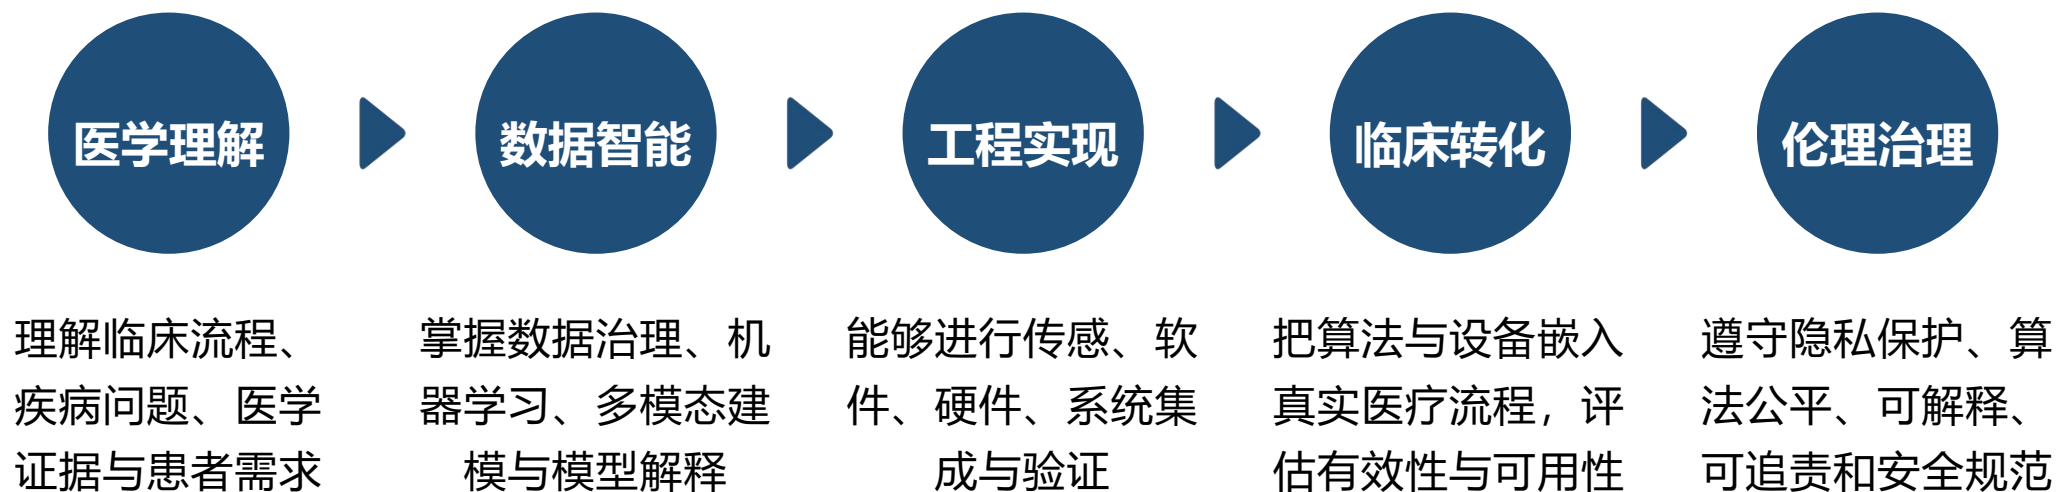 医学理解
数据智能
工程实现
临床转化
伦理治理
理解临床流程、
疾病问题、医学
证据与患者需求
掌握数据治理、机
器学习、多模态建
模与模型解释
能够进行传感、软
件、硬件、系统集
成与验证
把算法与设备嵌入
真实医疗流程，评
估有效性与可用性
遵守隐私保护、算
法公平、可解释、
可追责和安全规范